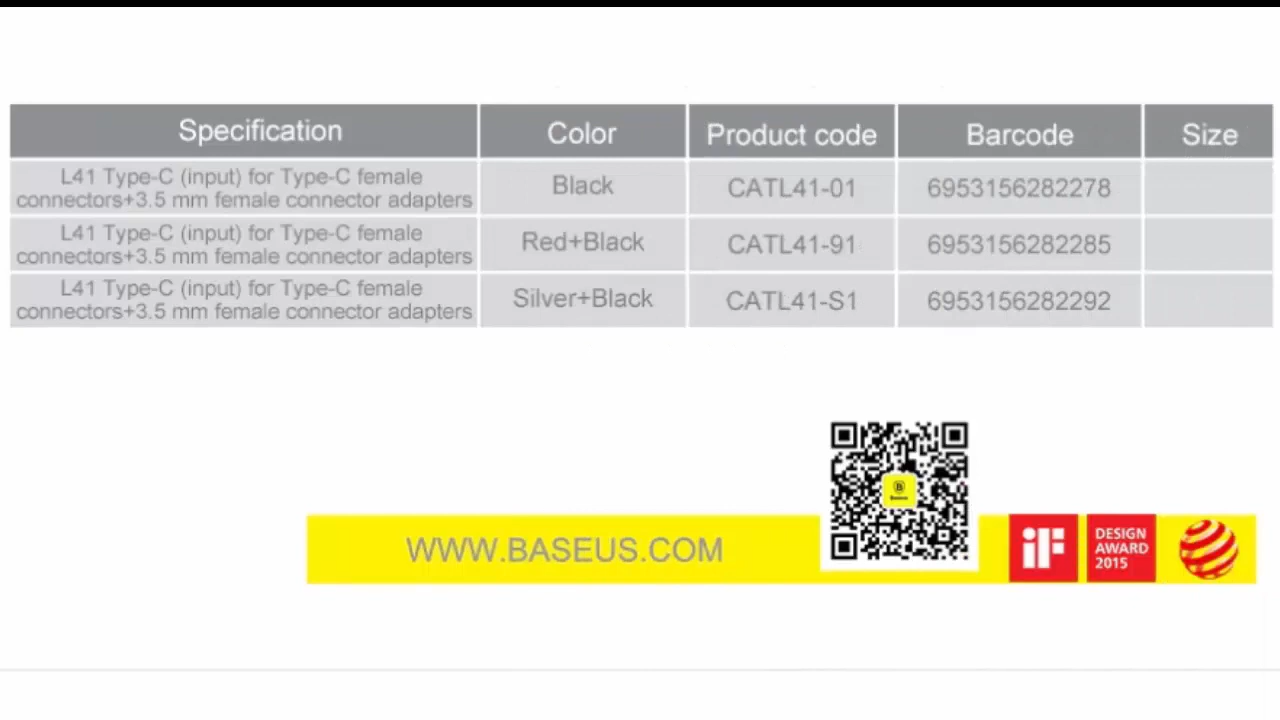 Specification Color Product code Barcode Size
L41 Type-C (input) for Type-C female
connectors+3.5 mm female connector adapters
Black CATL41-01 6953156282278
L41 Type-C (input) for Type-C female
connectors+3.5 mm female connector adapters
Red+Black CATL41-91 6953156282285
L41 Type-C (input) for Type-C female
connectors+3.5 mm female connector adapters
Silver+Black CATL41-S1 6953156282292
WWW.BASEUS.COM
Baseus
iF
DESIGN
AWARD
2015